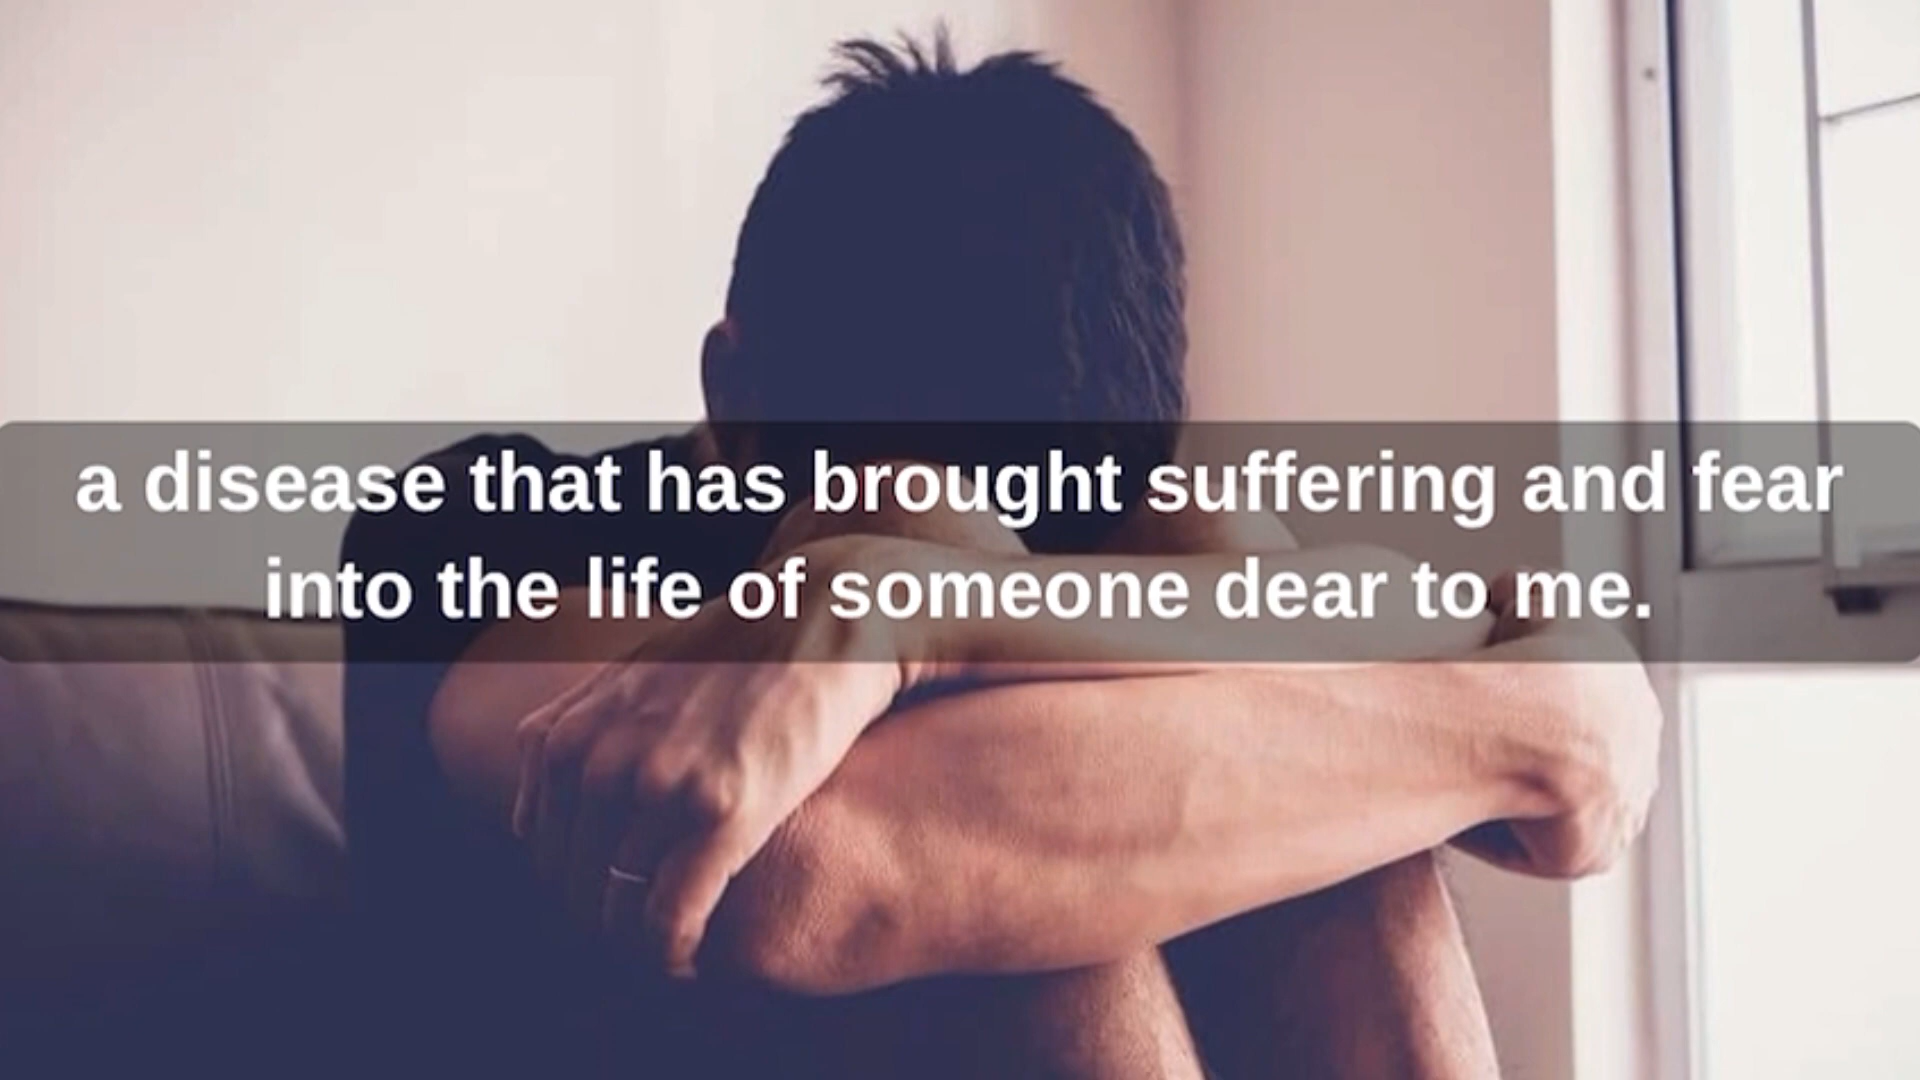 a disease that has brought suffering and fear
into the life of someone dear to me.